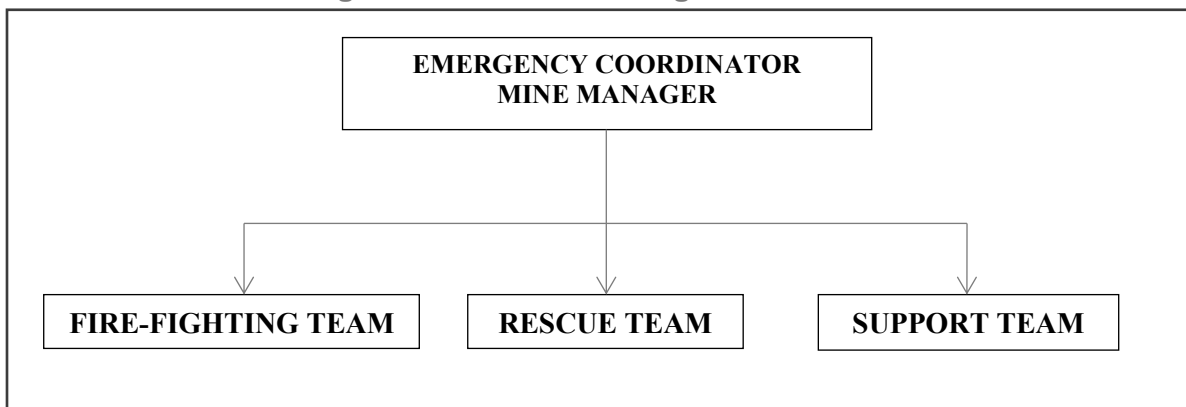 EMERGENCY COORDINATOR
MINE MANAGER
FIRE-FIGHTING TEAM
RESCUE TEAM
SUPPORT TEAM